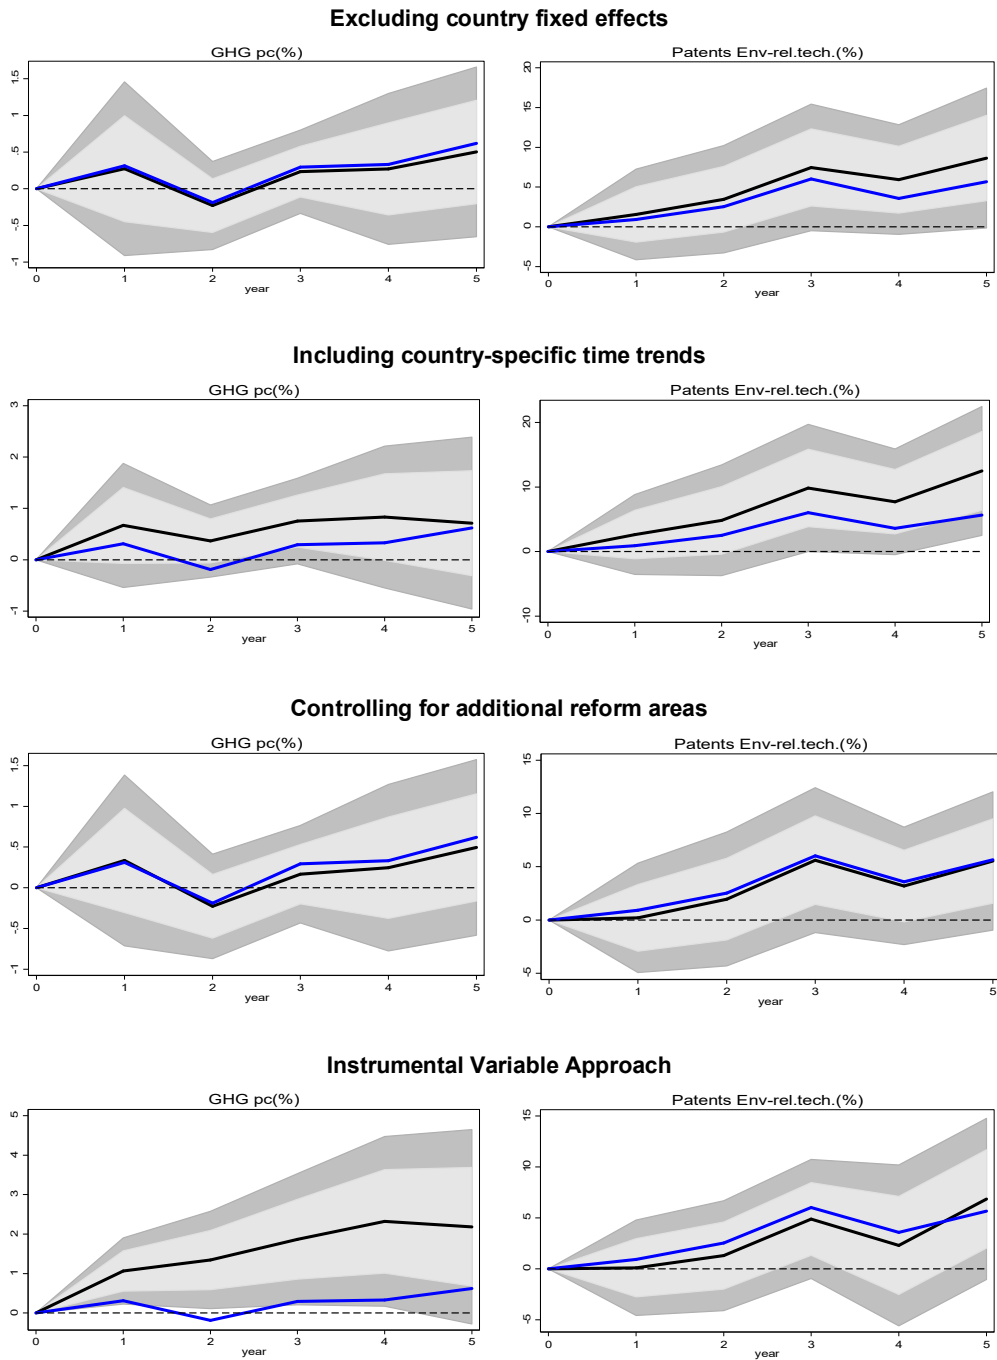 Excluding country fixed effects
GHG pc(%)
Patents Env-rel.tech.(%)
1.5
1
.5
0
-.5
-1
0 1 2 3 4 5
year
20
15
10
5
0
-5
0 1 2 3 4 5
year
Including country-specific time trends
GHG pc(%)
Patents Env-rel.tech.(%)
3
2
1
0
-1
0 1 2 3 4 5
year
20
10
0
-10
0 1 2 3 4 5
year
Controlling for additional reform areas
GHG pc(%)
Patents Env-rel.tech.(%)
1.5
1
.5
0
-.5
-1
0 1 2 3 4 5
year
15
10
5
0
-5
0 1 2 3 4 5
year
Instrumental Variable Approach
GHG pc(%)
Patents Env-rel.tech.(%)
5
4
3
2
1
0
0 1 2 3 4 5
year
15
10
5
0
-5
0 1 2 3 4 5
year